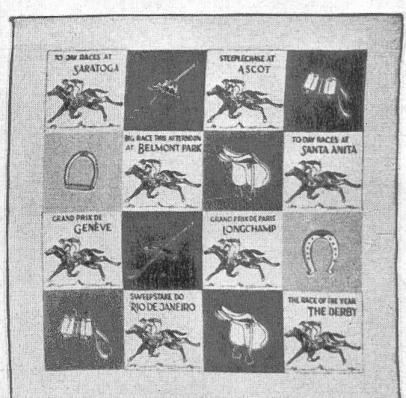 TO DAY RACES AT
SARATOGA
STEEPLECHASE AT
ASCOT
BIG RACE THIS AFTERNOON
AT BELMONT PARK
TO DAY RACES AT
SANTA ANITA
GRAND PRIX DE
GENÈVE
GRAND PRIX DE PARIS
LONGCHAMP
SWEEPSTAKE DO
RIO DE JANEIRO
THE RACE OF THE YEAR
THE DERBY